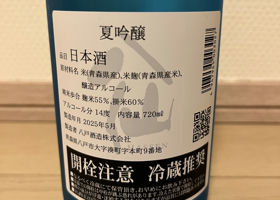 夏吟醸
品目 日本酒
原材料名 米(青森県産)、米麹(青森県産米)、
醸造アルコール
精米歩合 麹米55%、掛米60%
アルコール分 14度 内容量 720ml
製造年月 2025年5月
製造者 八戸酒造株式会社
青森県八戸市大字湊町字本町9番地
開栓注意 冷蔵推奨